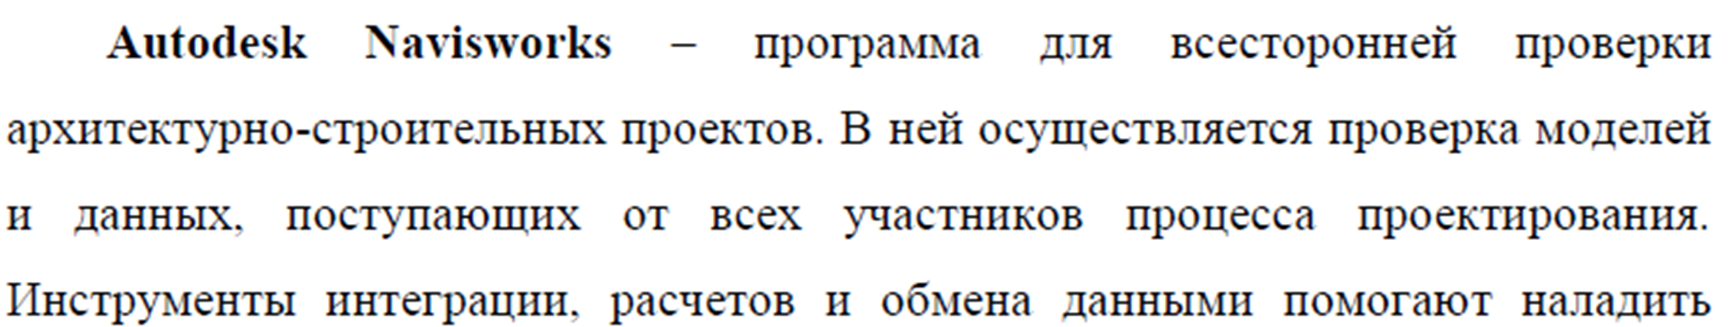 Autodesk Navisworks – программа для всесторонней проверки
архитектурно-строительных проектов. В ней осуществляется проверка моделей
и данных, поступающих от всех участников процесса проектирования.
Инструменты интеграции, расчетов и обмена данными помогают наладить